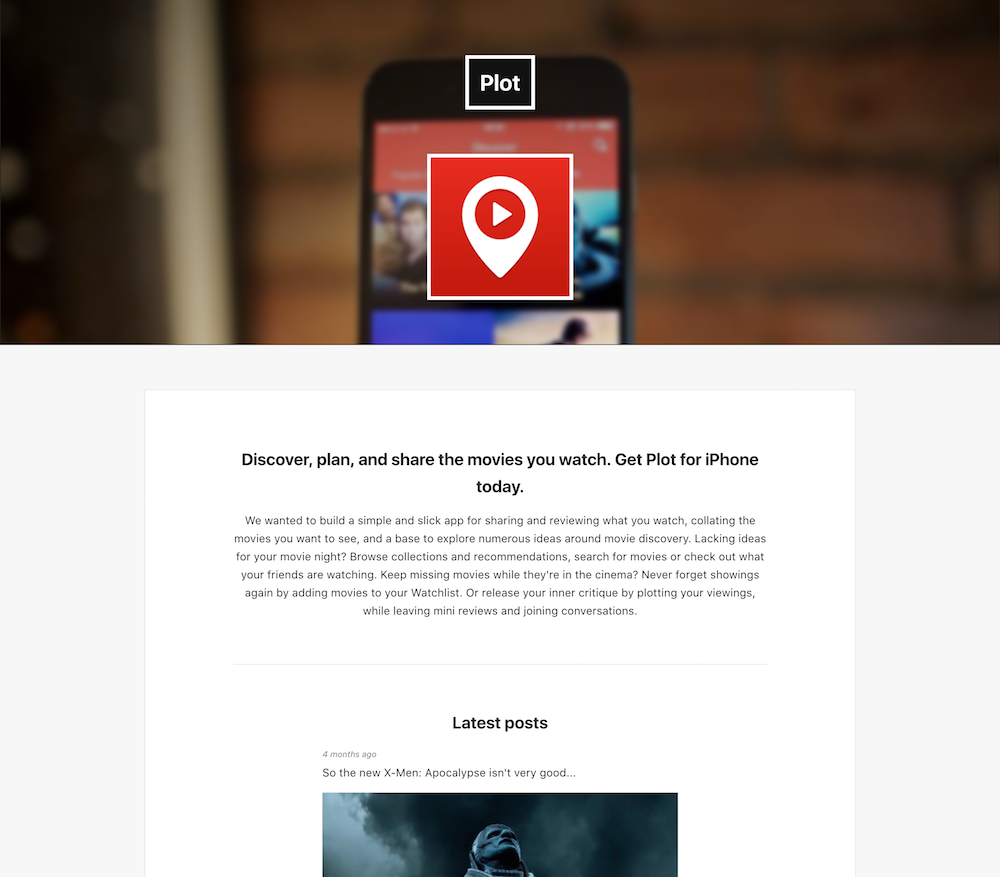 Plot
Discover
Discover, plan, and share the movies you watch. Get Plot for iPhone
today.
We wanted to build a simple and slick app for sharing and reviewing what you watch, collating the
movies you want to see, and a base to explore numerous ideas around movie discovery. Lacking ideas
for your movie night? Browse collections and recommendations, search for movies or check out what
your friends are watching. Keep missing movies while they're in the cinema? Never forget showings
again by adding movies to your Watchlist. Or release your inner critique by plotting your viewings,
while leaving mini reviews and joining conversations.
Latest posts
4 months ago
So the new X-Men: Apocalypse isn't very good...